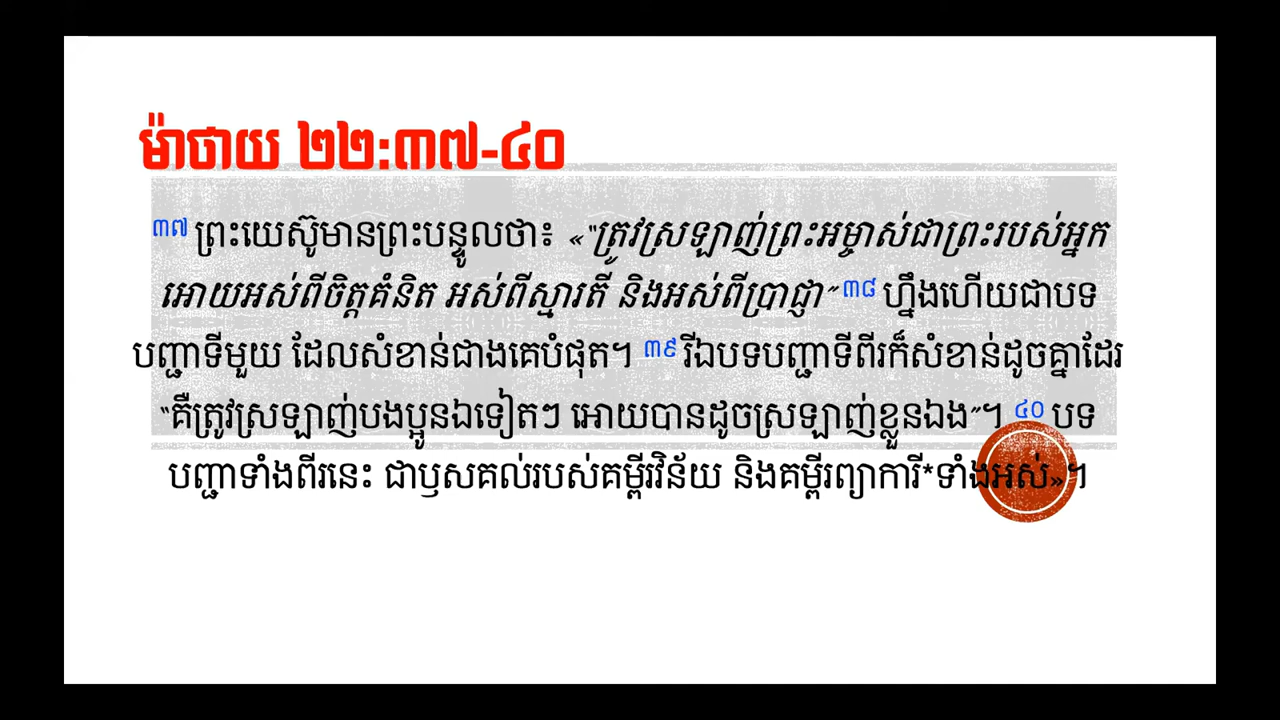 ម៉ាថាយ ២២:៣៧-៤០
៣៧ ព្រះយេស៊ូមានព្រះបន្ទូលថា៖ «“ត្រូវស្រឡាញ់ព្រះអម្ចាស់ជាព្រះរបស់អ្នក
អោយអស់ពីចិត្តគំនិត អស់ពីស្មារតី និងអស់ពីប្រាជ្ញា” ៣៨ ហ្នឹងហើយជាបទ
បញ្ជាទីមួយ ដែលសំខាន់ជាងគេបំផុត។ ៣៩ រីឯបទបញ្ជាទីពីរក៏សំខាន់ដូចគ្នាដែរ
“គឺត្រូវស្រឡាញ់បងប្អូនឯទៀតៗ អោយបានដូចស្រឡាញ់ខ្លួនឯង”។ ៤០ បទ
បញ្ជាទាំងពីរនេះ ជាឫសគល់របស់គម្ពីរវិន័យ និងគម្ពីរព្យាការី*ទាំងអស់»។